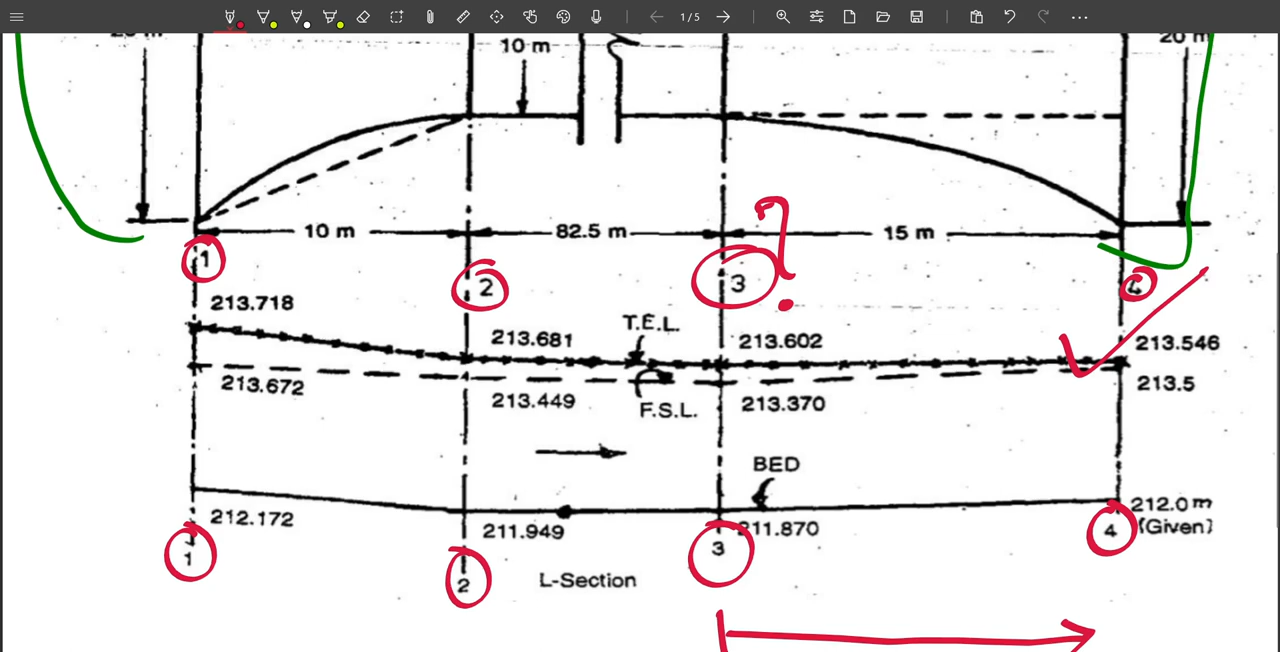 1/5
10 m
20 m
10 m
82.5 m
15 m
1
2
3
?
213.718
T.E.L.
213.681
213.602
213.546
213.672
213.449
F.S.L.
213.370
213.5
BED
212.172
211.949
211.870
212.0 m
(Given)
1
2
3
4
L-Section